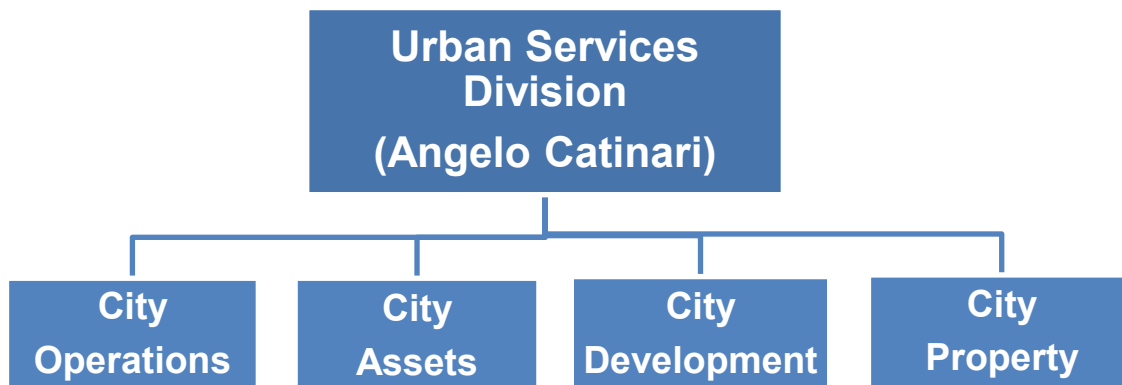 Urban Services
Division
(Angelo Catinari)
City
Operations
City
Assets
City
Development
City
Property